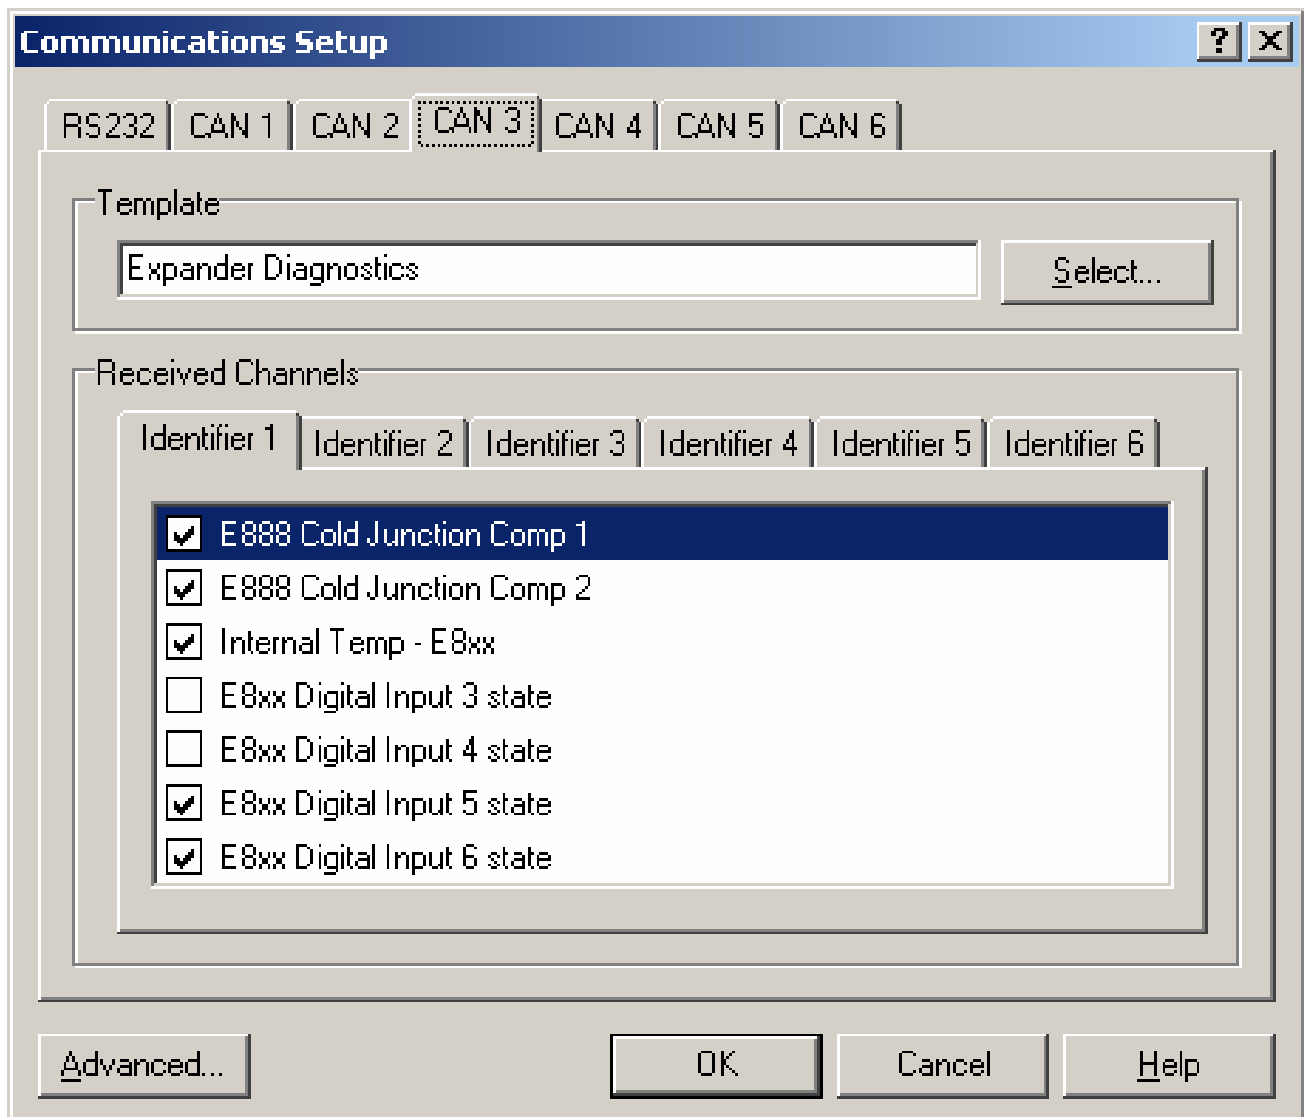 Communications Setup
RS232 CAN 1 CAN 2 CAN 3 CAN 4 CAN 5 CAN 6
Template
Expander Diagnostics Select...
Received Channels
Identifier 1 Identifier 2 Identifier 3 Identifier 4 Identifier 5 Identifier 6
E888 Cold Junction Comp 1
E888 Cold Junction Comp 2
Internal Temp - E8xx
E8xx Digital Input 3 state
E8xx Digital Input 4 state
E8xx Digital Input 5 state
E8xx Digital Input 6 state
Advanced... OK Cancel Help